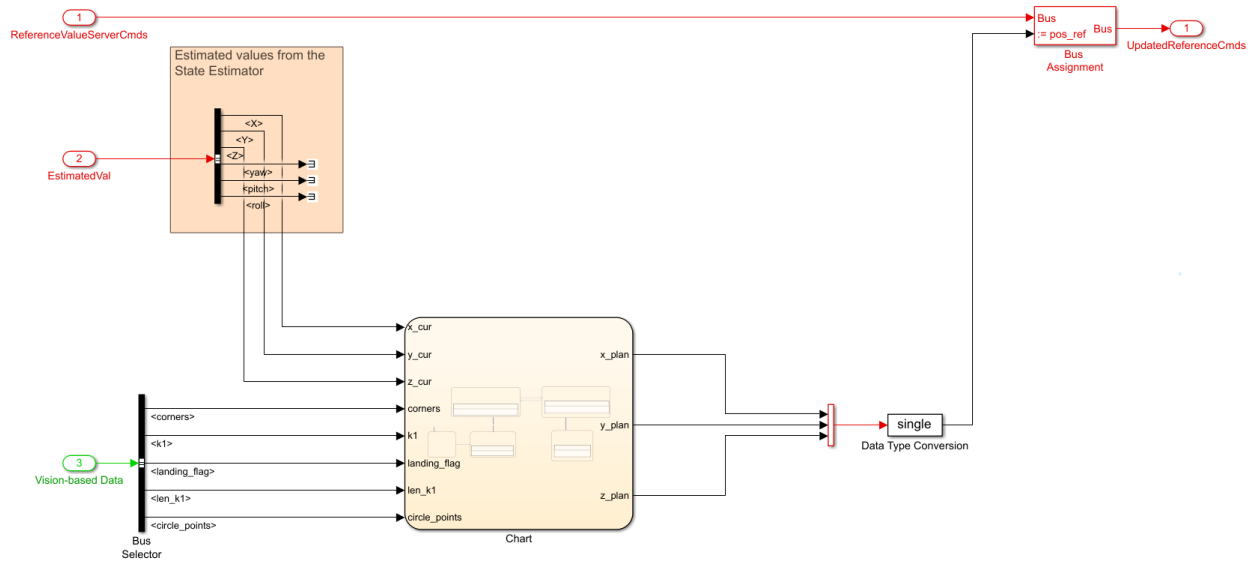 1
ReferenceValueServerCmds
Bus
:= pos_ref
Bus
Bus
Assignment
1
UpdatedReferenceCmds
Estimated values from the
State Estimator
<X>
<Y>
<Z>
<yaw>
<pitch>
<roll>
2
EstimatedVal
x_cur
y_cur
z_cur
corners
k1
landing_flag
len_k1
circle_points
x_plan
y_plan
z_plan
Chart
<corners>
<k1>
<landing_flag>
<len_k1>
<circle_points>
3
Vision-based Data
Bus
Selector
single
Data Type Conversion